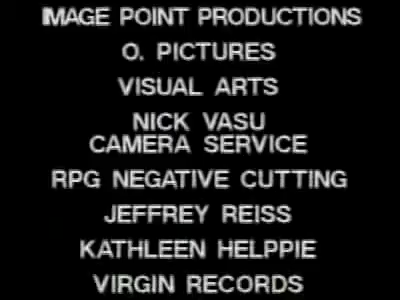 IMAGE POINT PRODUCTIONS
O. PICTURES
VISUAL ARTS
NICK VASU
CAMERA SERVICE
RPG NEGATIVE CUTTING
JEFFREY REISS
KATHLEEN HELPPIE
VIRGIN RECORDS